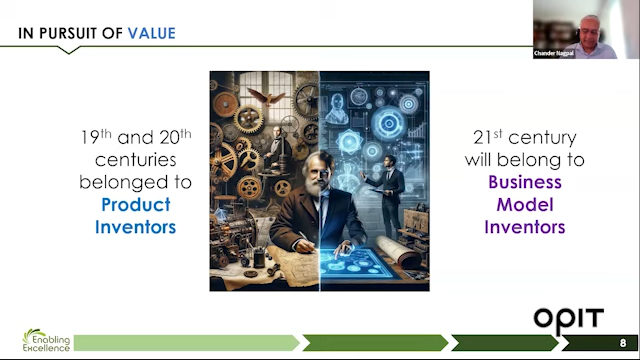 IN PURSUIT OF VALUE
Chander Nagpal
19th and 20th
centuries
belonged to
Product
Inventors
21st century
will belong to
Business
Model
Inventors
Enabling
Excellence
OPIT
8